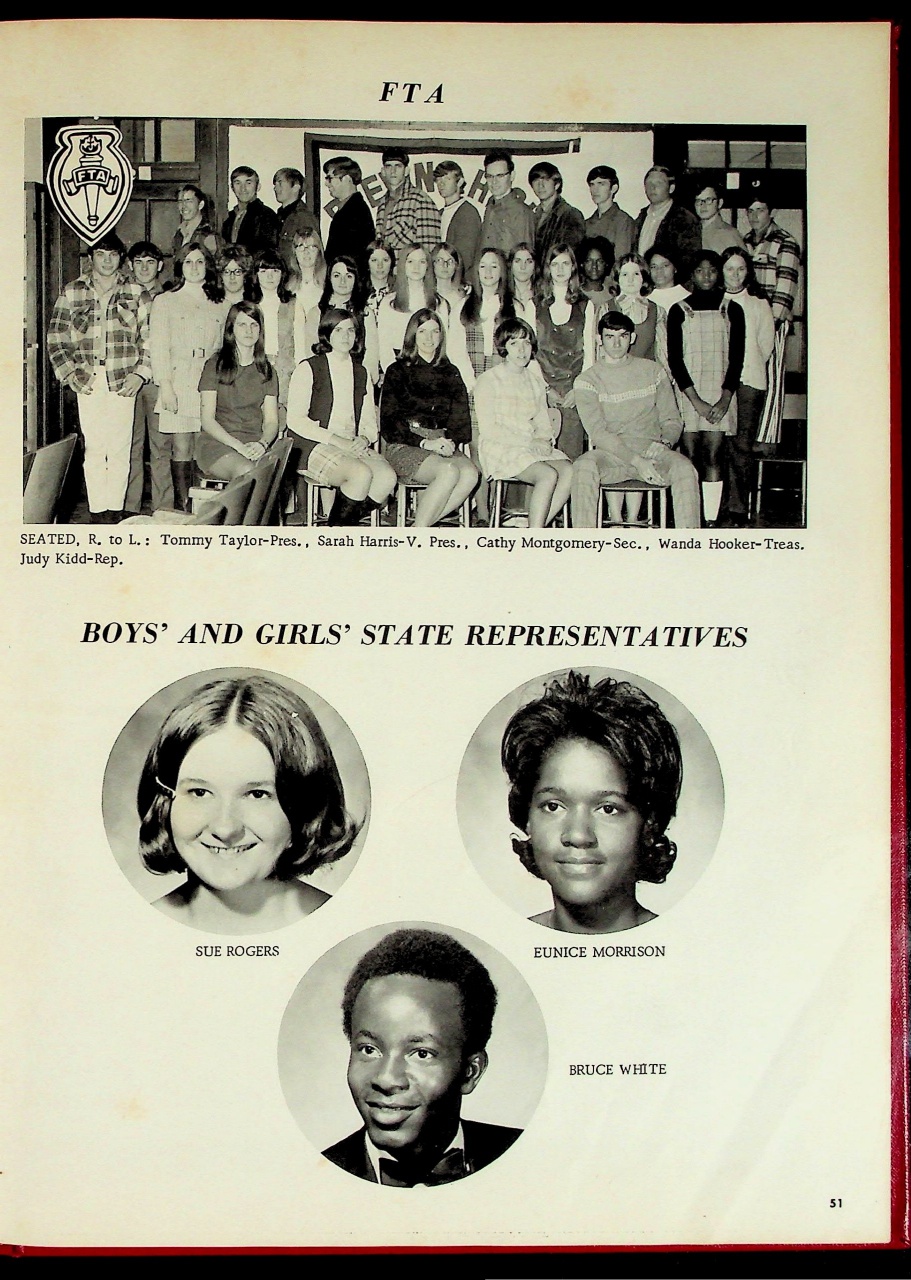 FTA
FTA
SEATED, R. to L.: Tommy Taylor-Pres., Sarah Harris-V. Pres., Cathy Montgomery-Sec., Wanda Hooker-Treas.
Judy Kidd-Rep.
BOYS' AND GIRLS' STATE REPRESENTATIVES
SUE ROGERS
EUNICE MORRISON
BRUCE WHITE
51